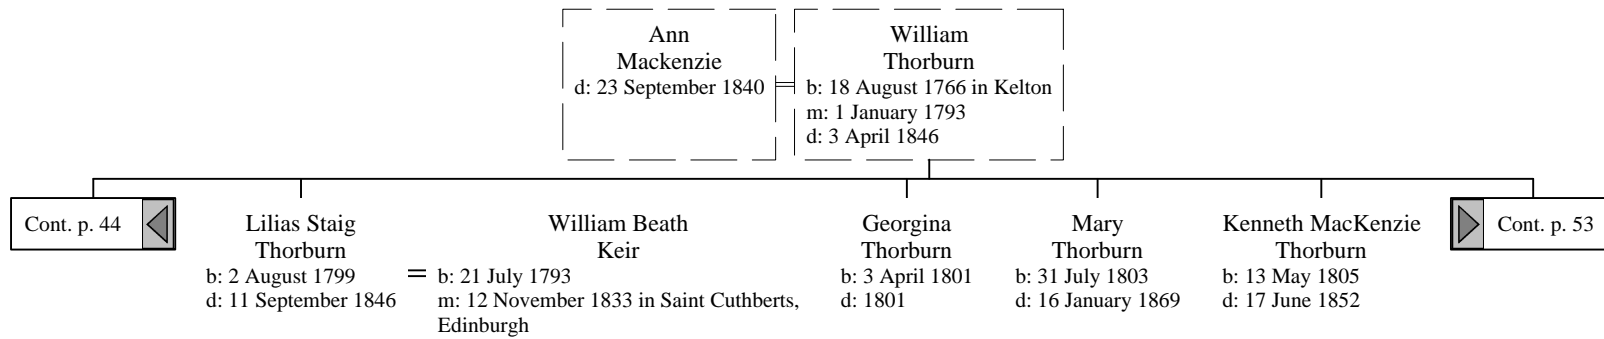 Ann
Mackenzie
d: 23 September 1840
William
Thorburn
b: 18 August 1766 in Kelton
m: 1 January 1793
d: 3 April 1846
Cont. p. 44
Lilias Staig
Thorburn
b: 2 August 1799
d: 11 September 1846
=
William Beath
Keir
b: 21 July 1793
m: 12 November 1833 in Saint Cuthberts,
Edinburgh
Georgina
Thorburn
b: 3 April 1801
d: 1801
Mary
Thorburn
b: 31 July 1803
d: 16 January 1869
Kenneth MacKenzie
Thorburn
b: 13 May 1805
d: 17 June 1852
Cont. p. 53